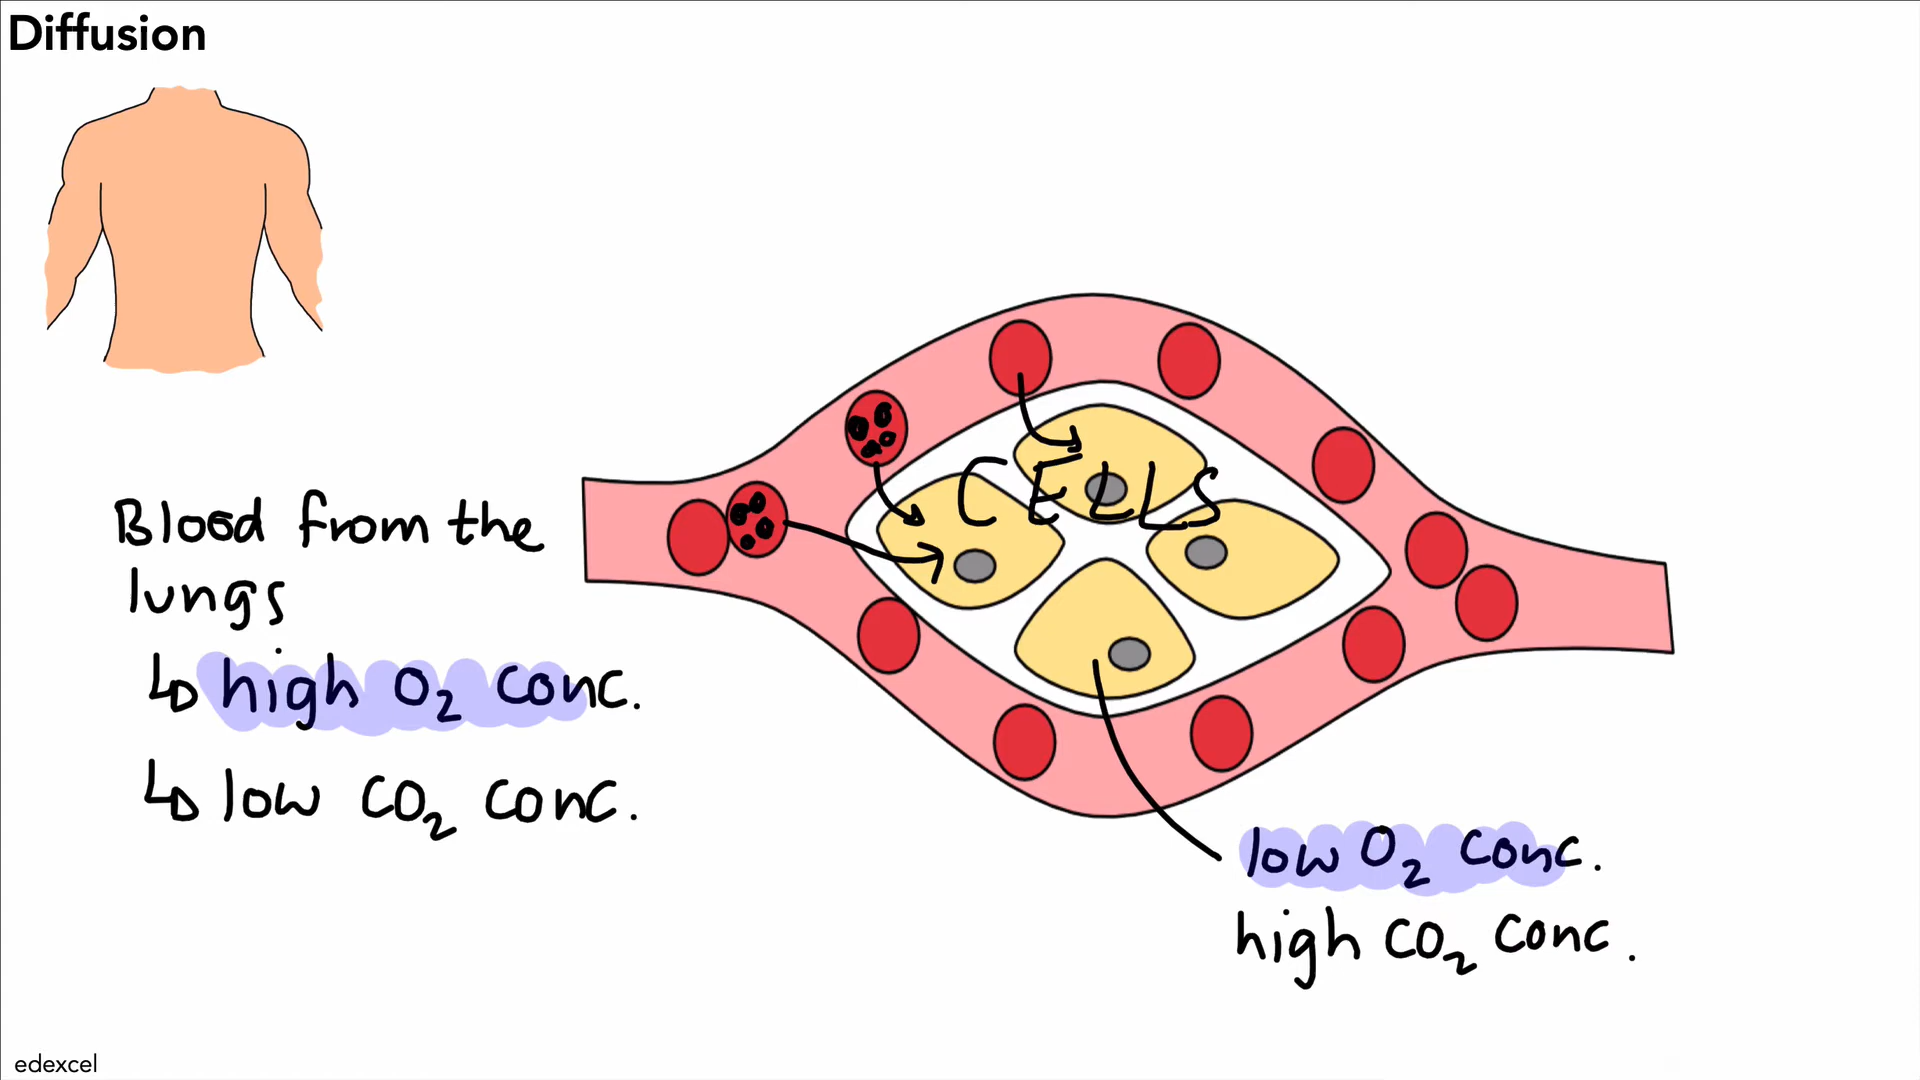 Diffusion
CELLS
Blood from the
lungs
↳ high O₂ conc.
↳ low CO₂ conc.
low O₂ conc.
high CO₂ conc.
edexcel